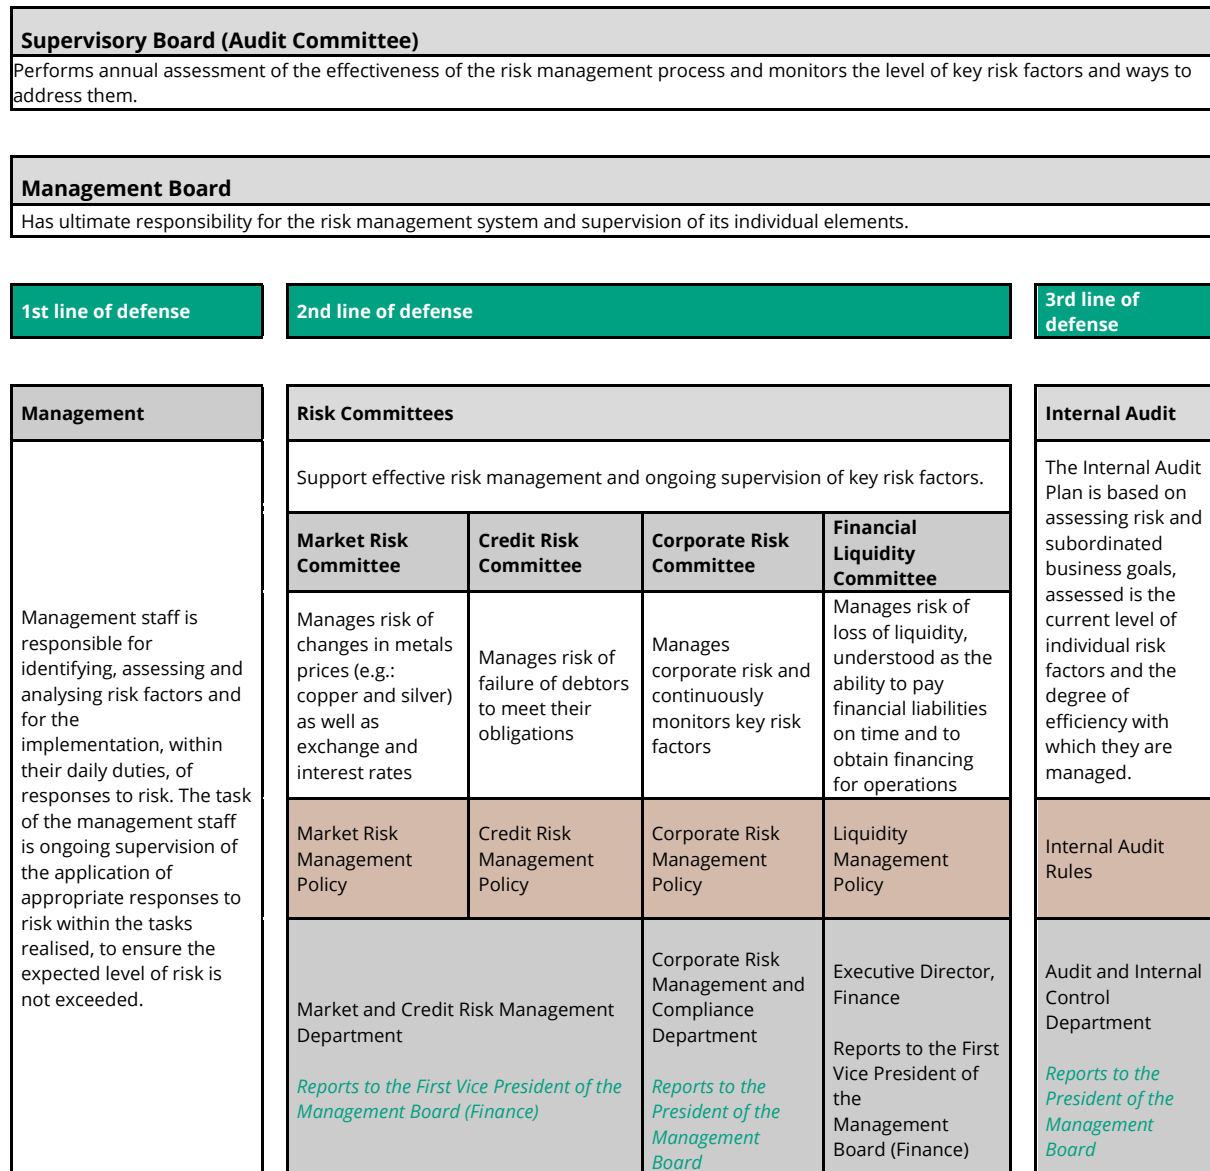 Supervisory Board (Audit Committee)
Performs annual assessment of the effectiveness of the risk management process and monitors the level of key risk factors and ways to
address them.
Management Board
Has ultimate responsibility for the risk management system and supervision of its individual elements.
1st line of defense
2nd line of defense
3rd line of
defense
Management
Management staff is
responsible for
identifying, assessing and
analysing risk factors and
for the
implementation, within
their daily duties, of
responses to risk. The task
of the management staff
is ongoing supervision of
the application of
appropriate responses to
risk within the tasks
realised, to ensure the
expected level of risk is
not exceeded.
Risk Committees
Support effective risk management and ongoing supervision of key risk factors.
Market Risk
Committee
Credit Risk
Committee
Corporate Risk
Committee
Financial
Liquidity
Committee
Manages risk of
changes in metals
prices (e.g.:
copper and silver)
as well as
exchange and
interest rates
Manages risk of
failure of debtors
to meet their
obligations
Manages
corporate risk and
continuously
monitors key risk
factors
Manages risk of
loss of liquidity,
understood as the
ability to pay
financial liabilities
on time and to
obtain financing
for operations
Market Risk
Management
Policy
Credit Risk
Management
Policy
Corporate Risk
Management
Policy
Liquidity
Management
Policy
Market and Credit Risk Management
Department
Reports to the First Vice President of the
Management Board (Finance)
Corporate Risk
Management and
Compliance
Department
Reports to the
President of the
Management
Board
Executive Director,
Finance
Reports to the First
Vice President of
the
Management
Board (Finance)
Internal Audit
The Internal Audit
Plan is based on
assessing risk and
subordinated
business goals,
assessed is the
current level of
individual risk
factors and the
degree of
efficiency with
which they are
managed.
Internal Audit
Rules
Audit and Internal
Control
Department
Reports to the
President of the
Management
Board